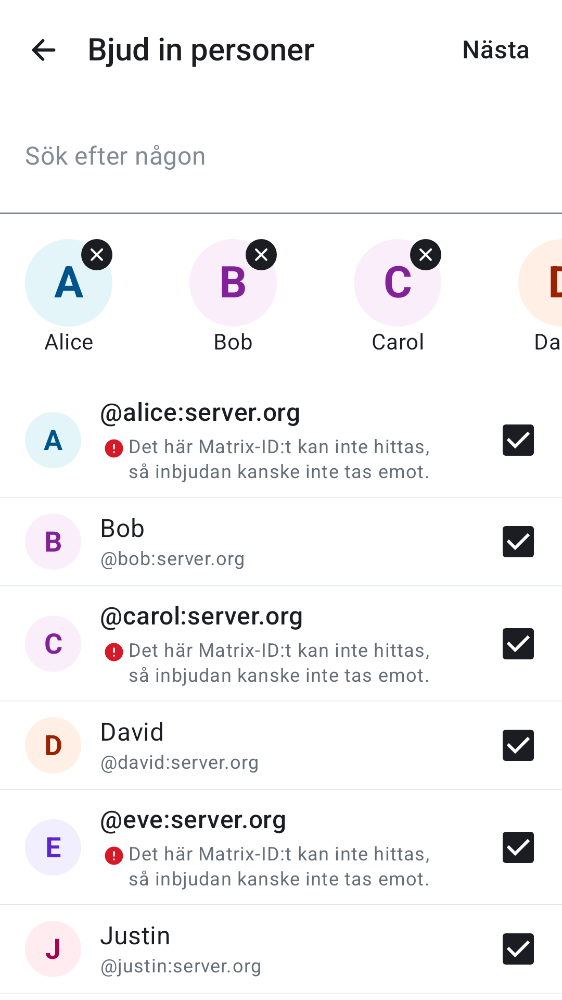 Bjud in personer
Nästa
Sök efter någon
A
B
C
Alice
Bob
Carol
A
@alice:server.org
Det här Matrix-ID:t kan inte hittas,
så inbjudan kanske inte tas emot.
B
Bob
@bob:server.org
C
@carol:server.org
Det här Matrix-ID:t kan inte hittas,
så inbjudan kanske inte tas emot.
D
David
@david:server.org
E
@eve:server.org
Det här Matrix-ID:t kan inte hittas,
så inbjudan kanske inte tas emot.
J
Justin
@justin:server.org